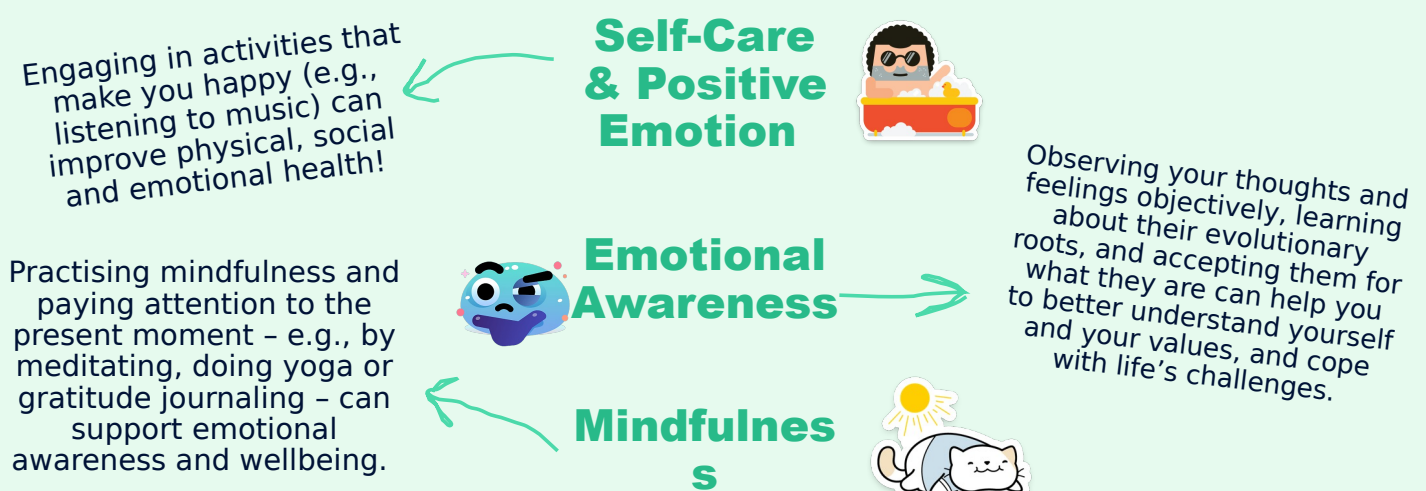 Self-Care
& Positive
Emotion
Engaging in activities that
make you happy (e.g.,
listening to music) can
improve physical, social
and emotional health!
Emotional
Awareness
Observing your thoughts and
feelings objectively, learning
about their evolutionary
roots, and accepting them for
what they are can help you
to better understand yourself
and your values, and cope
with life’s challenges.
Mindfulnes
s
Practising mindfulness and
paying attention to the
present moment – e.g., by
meditating, doing yoga or
gratitude journaling – can
support emotional
awareness and wellbeing.